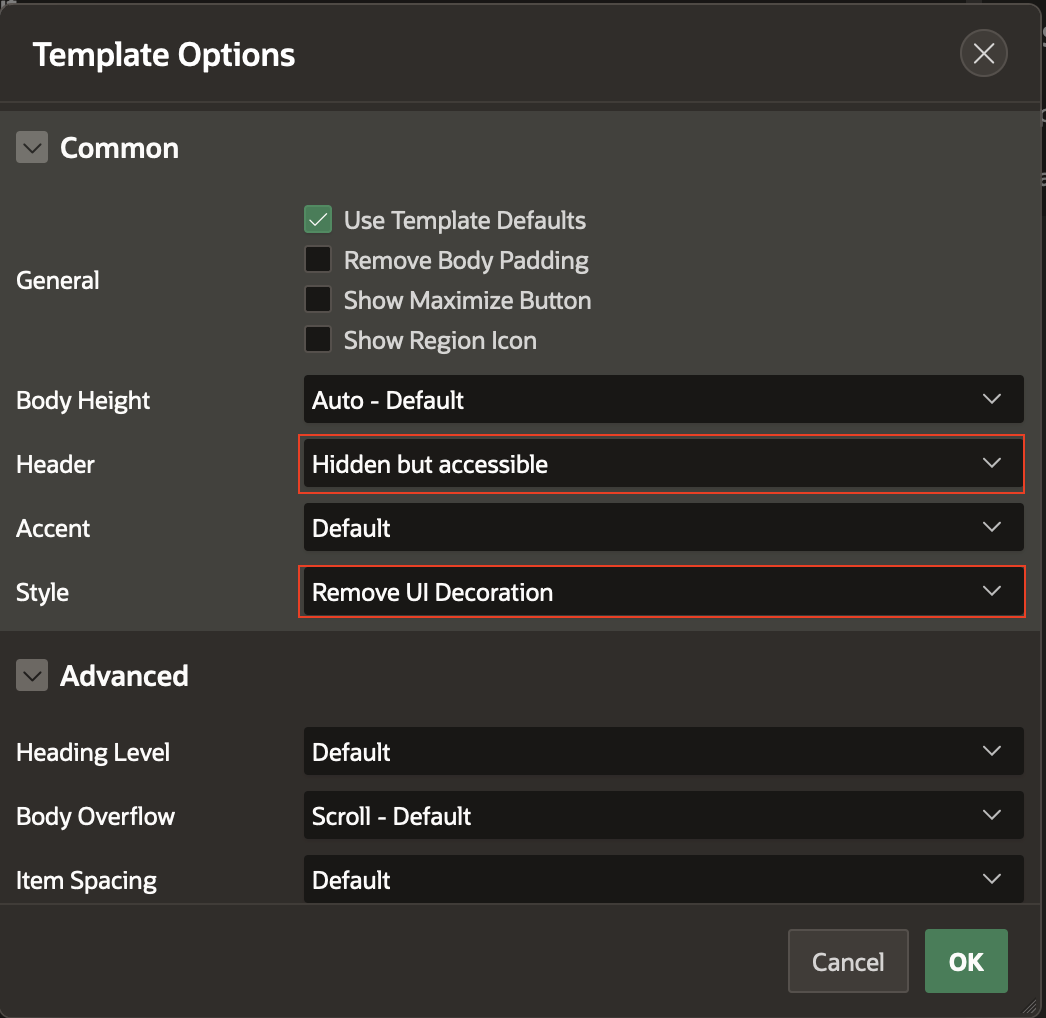 Template Options
Common
General
Use Template Defaults
Remove Body Padding
Show Maximize Button
Show Region Icon
Body Height
Auto - Default
Header
Hidden but accessible
Accent
Default
Style
Remove UI Decoration
Advanced
Heading Level
Default
Body Overflow
Scroll - Default
Item Spacing
Default
Cancel
OK